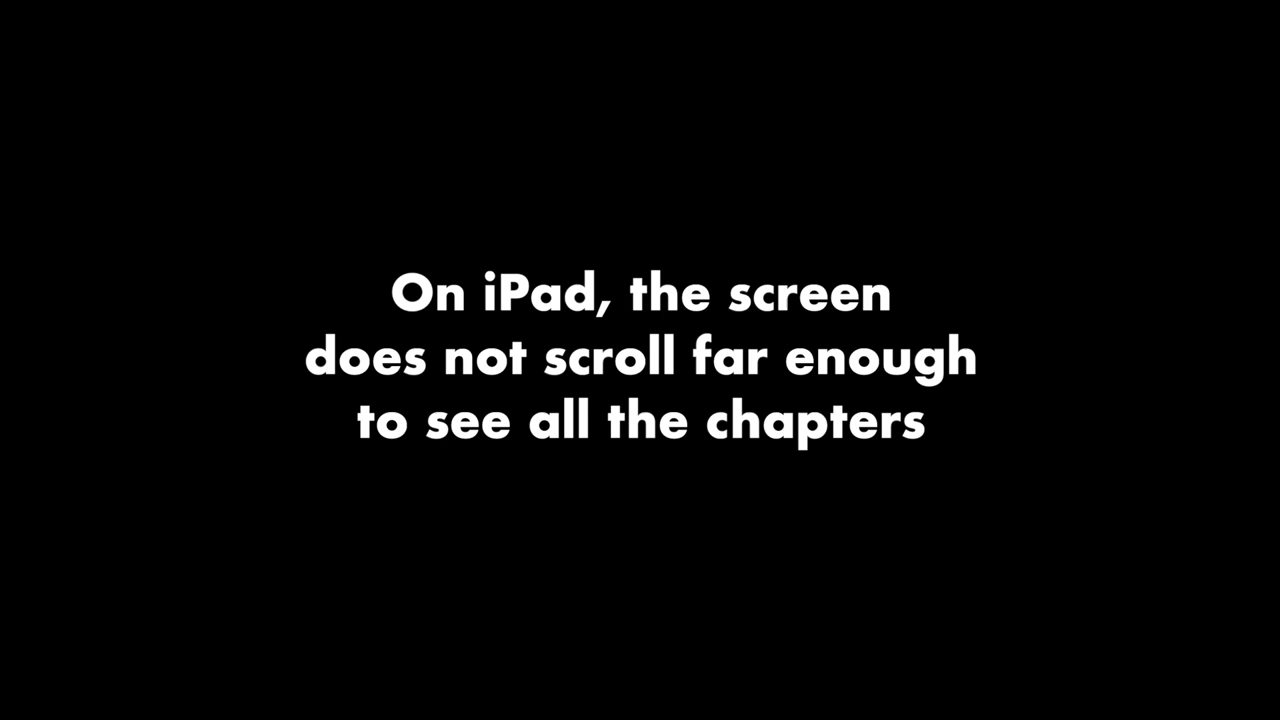 On iPad, the screen
does not scroll far enough
to see all the chapters